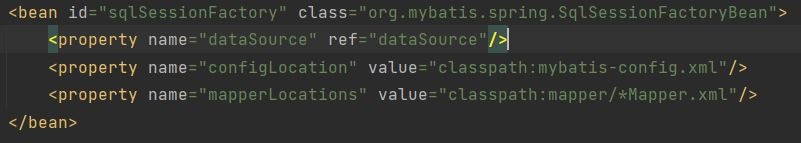 <bean id="sqlSessionFactory" class="org.mybatis.spring.SqlSessionFactoryBean">
    <property name="dataSource" ref="dataSource"/>
    <property name="configLocation" value="classpath:mybatis-config.xml"/>
    <property name="mapperLocations" value="classpath:mapper/*Mapper.xml"/>
</bean>